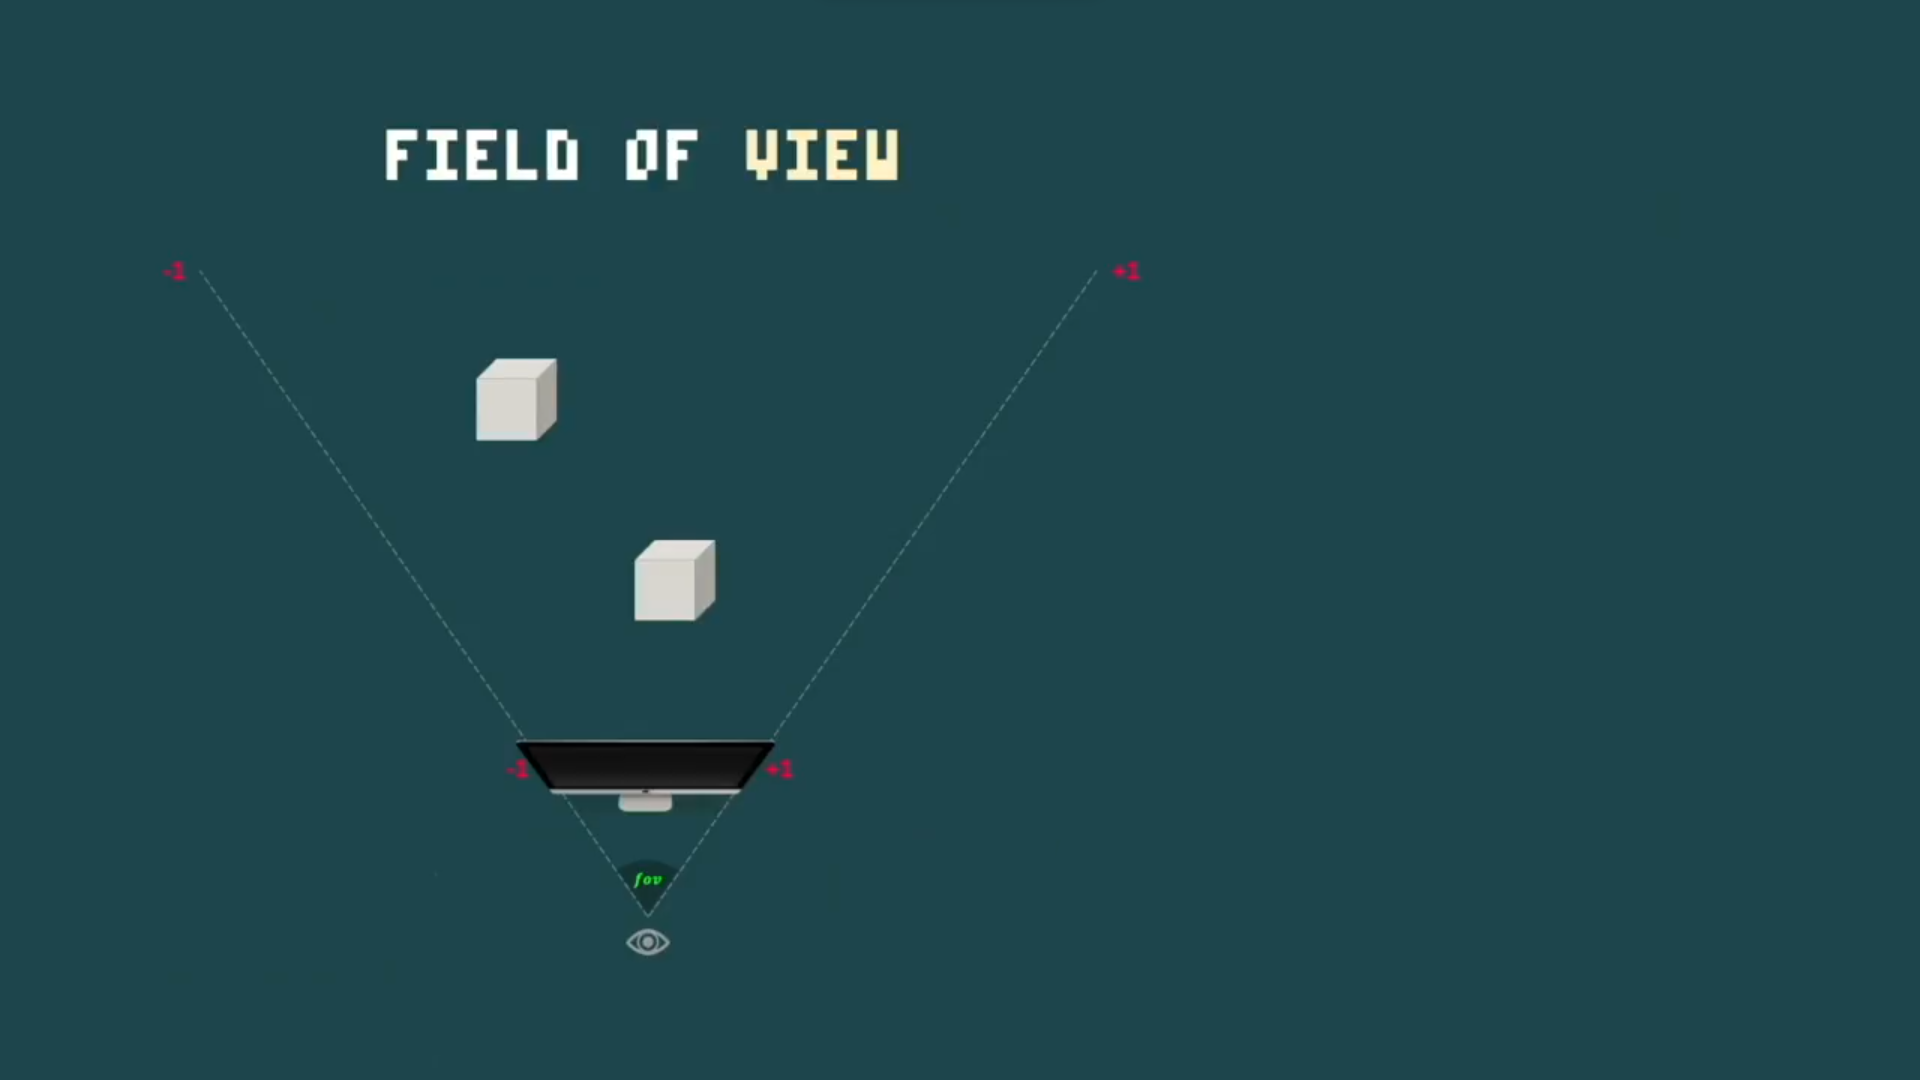 FIELD OF VIEW
-1 +1
-1 +1
fov